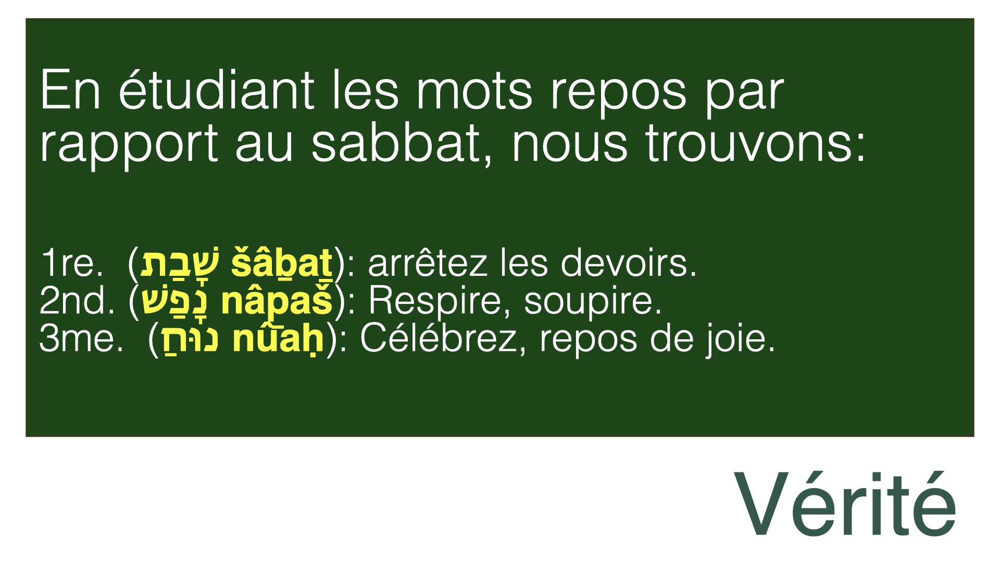 En étudiant les mots repos par
rapport au sabbat, nous trouvons:
1re. (שָׁבַת šâḇaṯ): arrêtez les devoirs.
2nd. (נָפַשׁ nâp̱aš): Respire, soupire.
3me. (נוּחַ nûaḥ): Célébrez, repos de joie.
Vérité